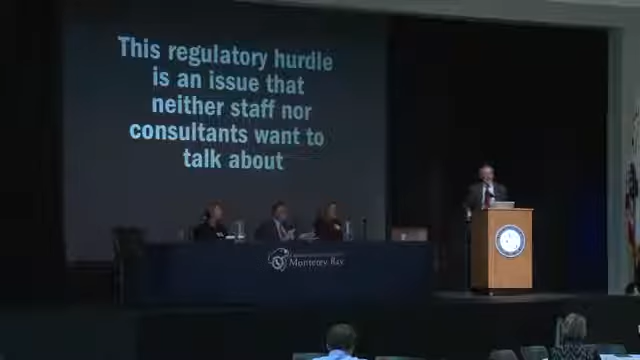 This regulatory hurdle
is an issue that
neither staff nor
consultants want to
talk about
Monterey Bay